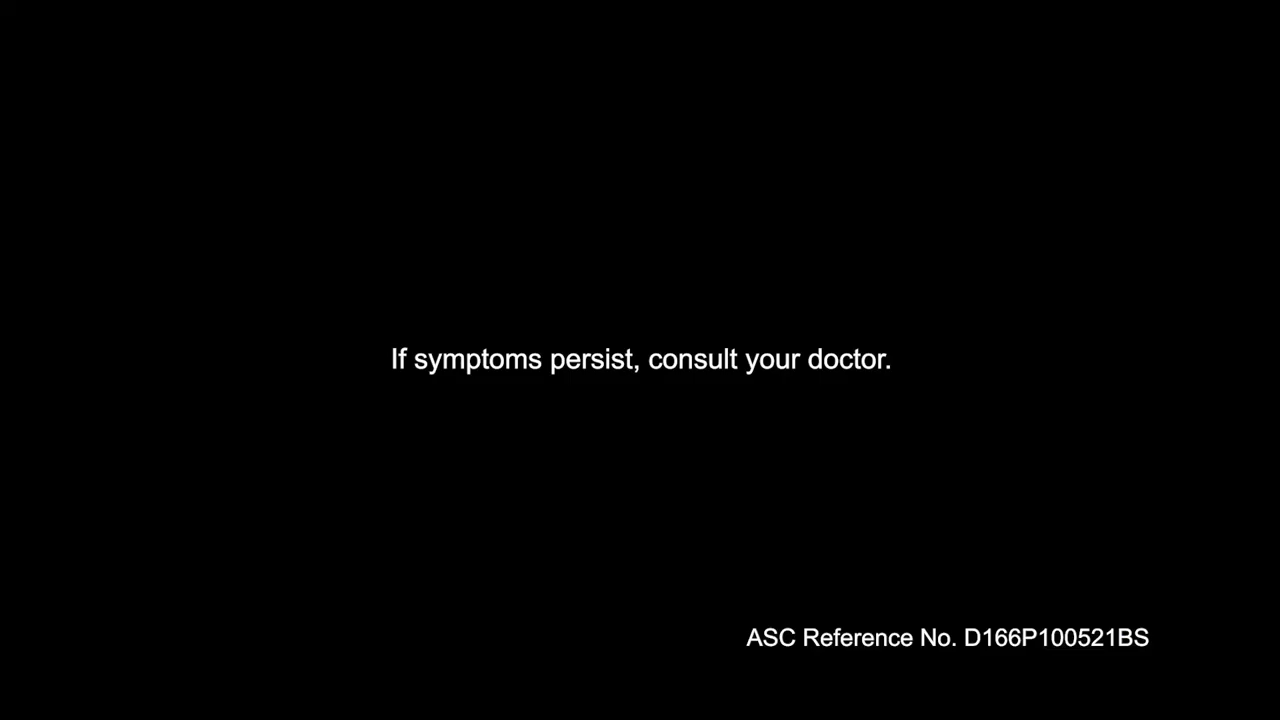 If symptoms persist, consult your doctor.
ASC Reference No. D166P100521BS